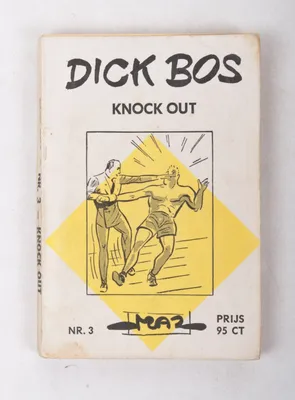 DICK BOS
KNOCK OUT
NR. 3
MAZ
PRIJS
95 CT
NR. 3 - KNOCK OUT